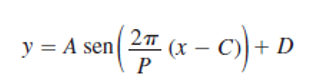 y = A sen( 2π/P (x − C) ) + D